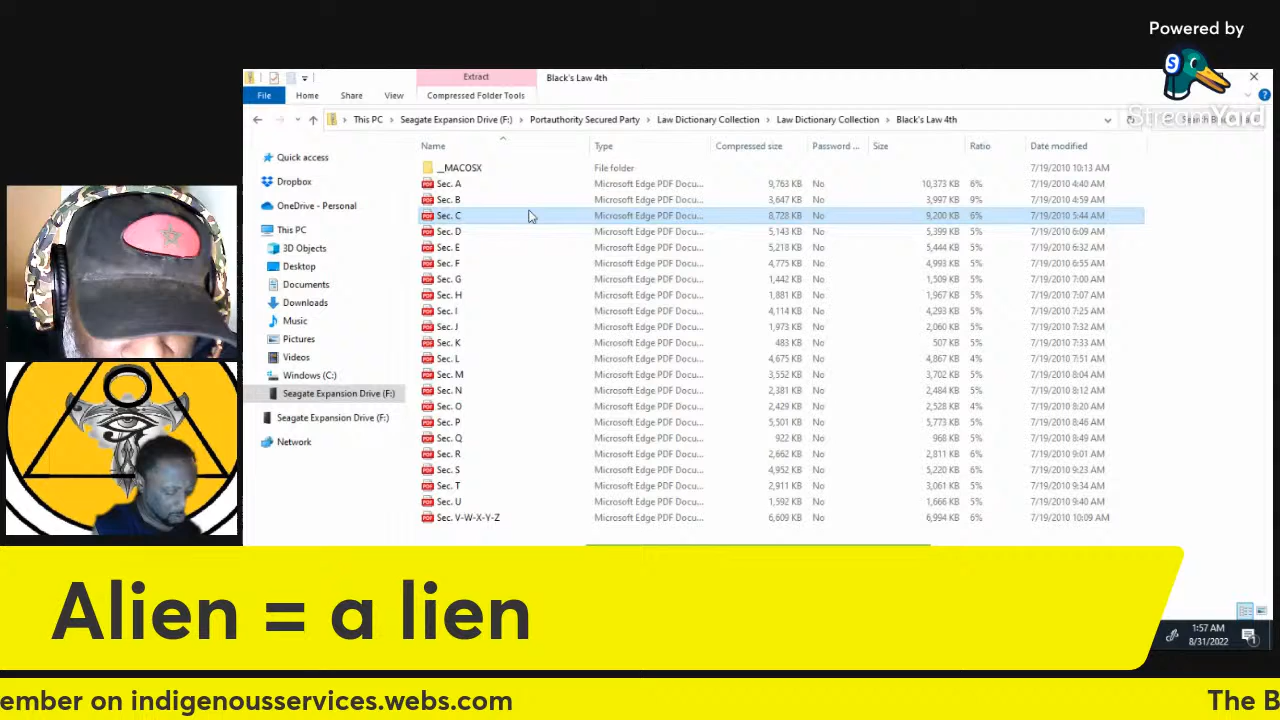 Powered by
StreamYard
Extract
Black's Law 4th
File Home Share View Compressed Folder Tools
This PC > Seagate Expansion Drive (F:) > Portauthority Secured Party > Law Dictionary Collection > Law Dictionary Collection > Black's Law 4th
Name Type Compressed size Password ... Size Ratio Date modified
Quick access
Dropbox
OneDrive - Personal
This PC
3D Objects
Desktop
Documents
Downloads
Music
Pictures
Videos
Windows (C:)
Seagate Expansion Drive (F:)
Seagate Expansion Drive (F:)
Network
__MACOSX File folder 7/19/2010 10:13 AM
Sec. A Microsoft Edge PDF Docu... 9,763 KB No 10,373 KB 6% 7/19/2010 4:40 AM
Sec. B Microsoft Edge PDF Docu... 3,647 KB No 3,997 KB 9% 7/19/2010 4:59 AM
Sec. C Microsoft Edge PDF Docu... 8,728 KB No 9,200 KB 6% 7/19/2010 5:44 AM
Sec. D Microsoft Edge PDF Docu... 5,143 KB No 5,399 KB 5% 7/19/2010 6:09 AM
Sec. E Microsoft Edge PDF Docu... 5,218 KB No 5,444 KB 5% 7/19/2010 6:32 AM
Sec. F Microsoft Edge PDF Docu... 4,775 KB No 4,993 KB 5% 7/19/2010 6:55 AM
Sec. G Microsoft Edge PDF Docu... 1,442 KB No 1,509 KB 5% 7/19/2010 7:00 AM
Sec. H Microsoft Edge PDF Docu... 1,881 KB No 1,967 KB 5% 7/19/2010 7:07 AM
Sec. I Microsoft Edge PDF Docu... 4,114 KB No 4,293 KB 5% 7/19/2010 7:25 AM
Sec. J Microsoft Edge PDF Docu... 1,973 KB No 2,060 KB 5% 7/19/2010 7:32 AM
Sec. K Microsoft Edge PDF Docu... 483 KB No 507 KB 5% 7/19/2010 7:33 AM
Sec. L Microsoft Edge PDF Docu... 4,675 KB No 4,867 KB 4% 7/19/2010 7:51 AM
Sec. M Microsoft Edge PDF Docu... 3,552 KB No 3,702 KB 5% 7/19/2010 8:04 AM
Sec. N Microsoft Edge PDF Docu... 2,381 KB No 2,484 KB 5% 7/19/2010 8:12 AM
Sec. O Microsoft Edge PDF Docu... 2,429 KB No 2,528 KB 4% 7/19/2010 8:20 AM
Sec. P Microsoft Edge PDF Docu... 5,501 KB No 5,773 KB 5% 7/19/2010 8:46 AM
Sec. Q Microsoft Edge PDF Docu... 922 KB No 968 KB 5% 7/19/2010 8:49 AM
Sec. R Microsoft Edge PDF Docu... 2,662 KB No 2,811 KB 6% 7/19/2010 9:01 AM
Sec. S Microsoft Edge PDF Docu... 4,952 KB No 5,220 KB 6% 7/19/2010 9:23 AM
Sec. T Microsoft Edge PDF Docu... 2,911 KB No 3,061 KB 5% 7/19/2010 9:34 AM
Sec. U Microsoft Edge PDF Docu... 1,592 KB No 1,666 KB 5% 7/19/2010 9:40 AM
Sec. V-W-X-Y-Z Microsoft Edge PDF Docu... 6,609 KB No 6,994 KB 6% 7/19/2010 10:09 AM
Alien = a lien
1:57 AM
8/31/2022
ember on indigenousservices.webs.com The B